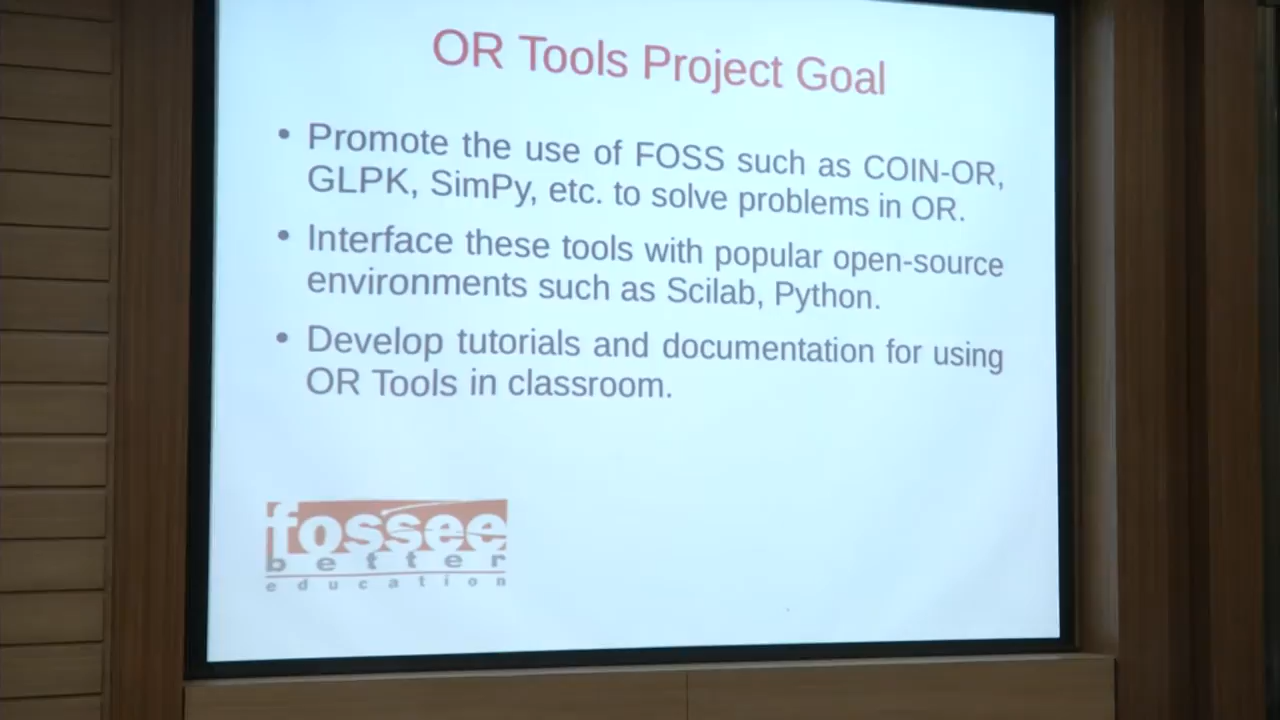 OR Tools Project Goal
• Promote the use of FOSS such as COIN-OR,
GLPK, SimPy, etc. to solve problems in OR.
• Interface these tools with popular open-source
environments such as Scilab, Python.
• Develop tutorials and documentation for using
OR Tools in classroom.
fossee
better
education